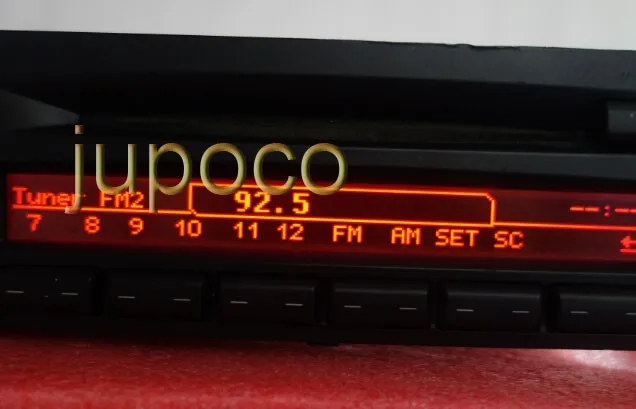 jupoco
Tuner FM2 92.5 --:--
7 8 9 10 11 12 FM AM SET SC